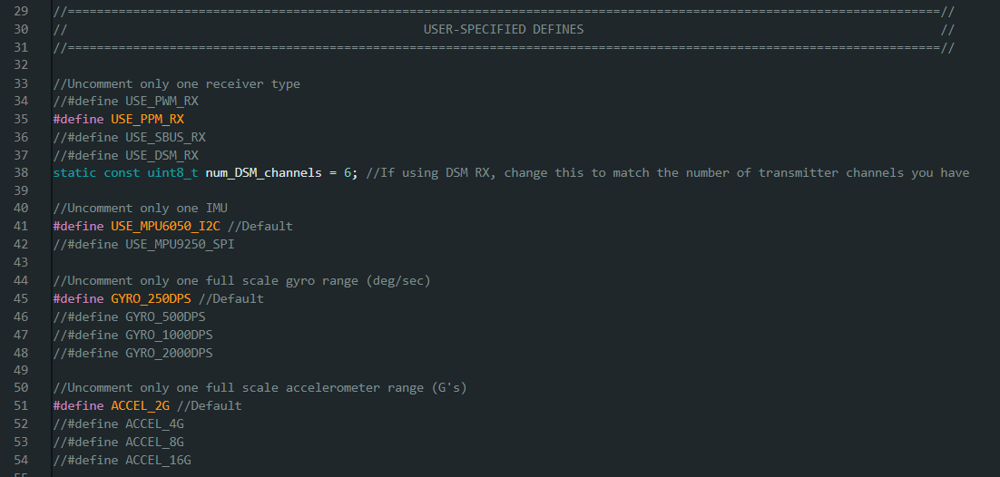 29 //========================================================================================================================//
30 // USER-SPECIFIED DEFINES //
31 //========================================================================================================================//
32
33 //Uncomment only one receiver type
34 //#define USE_PWM_RX
35 #define USE_PPM_RX
36 //#define USE_SBUS_RX
37 //#define USE_DSM_RX
38 static const uint8_t num_DSM_channels = 6; //If using DSM RX, change this to match the number of transmitter channels you have
39
40 //Uncomment only one IMU
41 #define USE_MPU6050_I2C //Default
42 //#define USE_MPU9250_SPI
43
44 //Uncomment only one full scale gyro range (deg/sec)
45 #define GYRO_250DPS //Default
46 //#define GYRO_500DPS
47 //#define GYRO_1000DPS
48 //#define GYRO_2000DPS
49
50 //Uncomment only one full scale accelerometer range (G's)
51 #define ACCEL_2G //Default
52 //#define ACCEL_4G
53 //#define ACCEL_8G
54 //#define ACCEL_16G